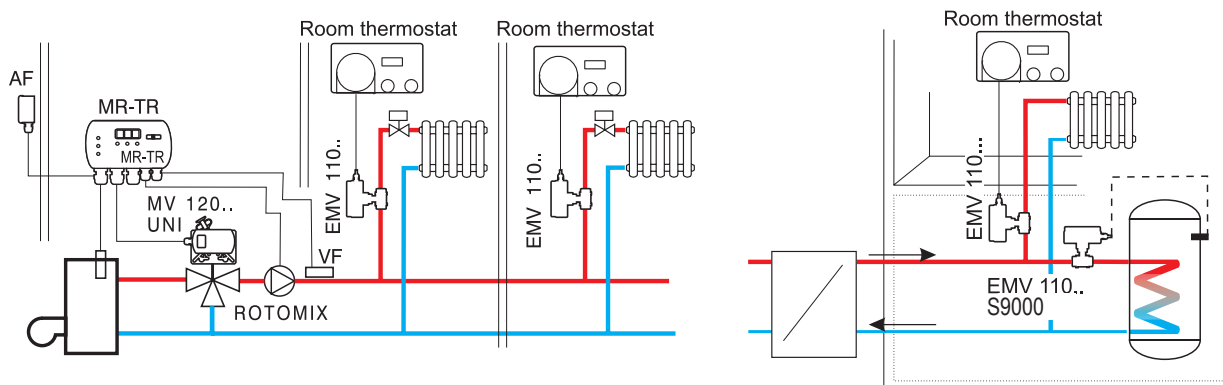 Room thermostat
Room thermostat
Room thermostat
AF
MR-TR
MR-TR
EMV 110..
EMV 110..
EMV 110....
MV 120..
UNI
VF
ROTOMIX
EMV 110..
S9000